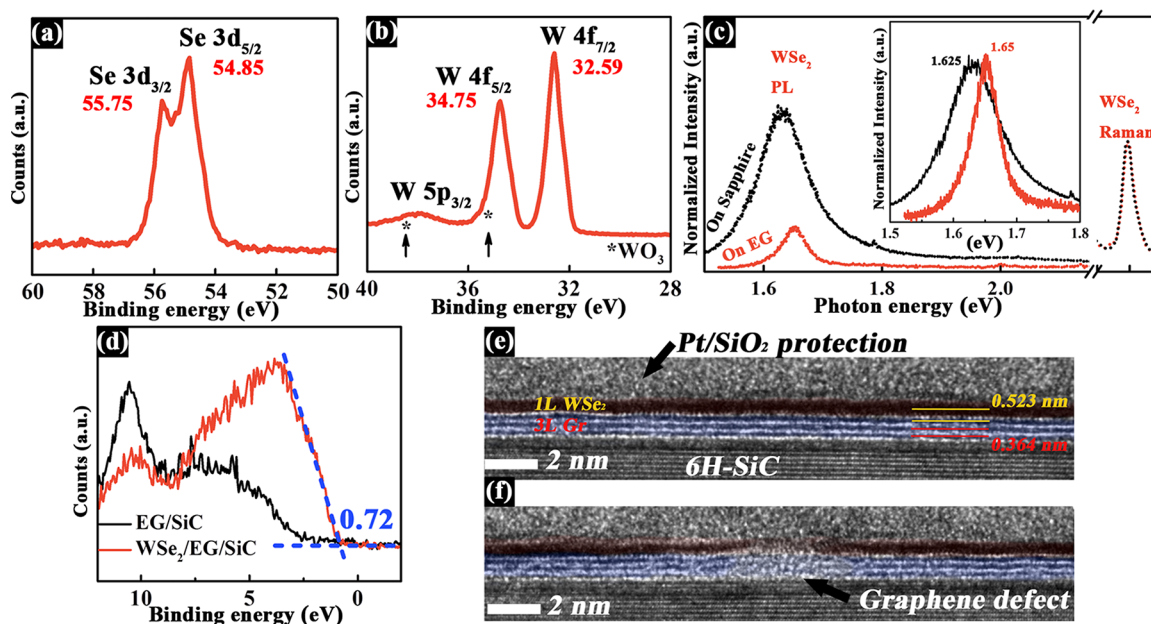 (a)
Se 3d5/2
54.85
Se 3d3/2
55.75
Counts (a.u.)
60 55 50
Binding energy (eV)
(b)
W 4f7/2
32.59
W 4f5/2
34.75
W 5p3/2
*
*
*WO3
Counts (a.u.)
40 36 32 28
Binding energy (eV)
(c)
WSe2
PL
On Sapphire
On EG
Normalized Intensity (a.u.)
1.6 1.8 2.0
Photon energy (eV)
1.625
1.65
Normalized Intensity (a.u.)
1.5 1.6 1.7 1.8
(eV)
WSe2
Raman
(d)
Counts (a.u.)
0.72
EG/SiC
WSe2/EG/SiC
10 5 0
Binding energy (eV)
(e)
Pt/SiO2 protection
1L WSe2
3L Gr
0.523 nm
0.364 nm
2 nm
6H-SiC
(f)
2 nm
Graphene defect